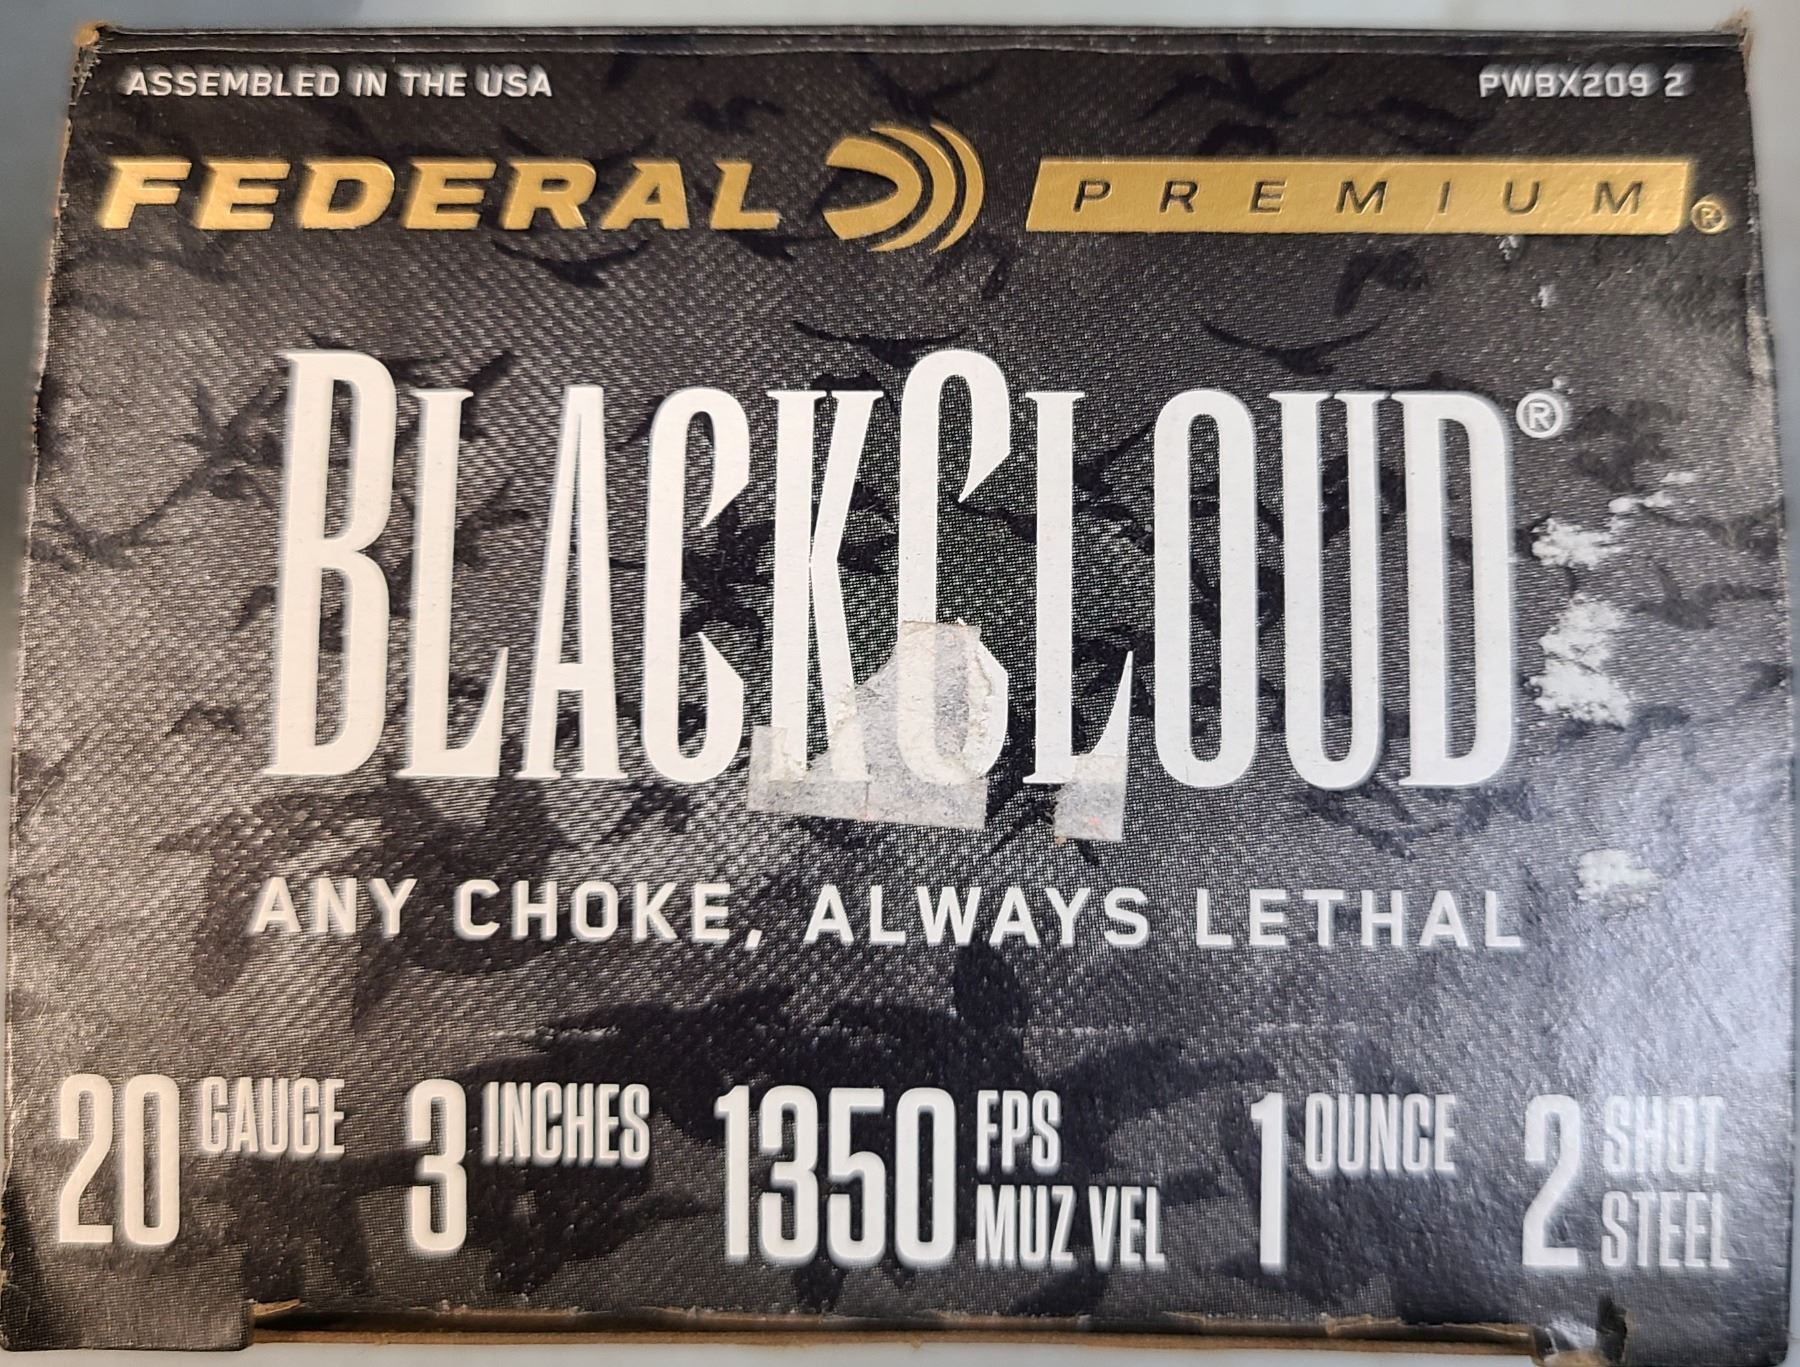 ASSEMBLED IN THE USA
PWBX209 2
FEDERAL PREMIUM®
BLACKCLOUD®
ANY CHOKE, ALWAYS LETHAL
20 GAUGE
3 INCHES
1350 FPS
MUZ VEL
1 OUNCE
2 SHOT
STEEL